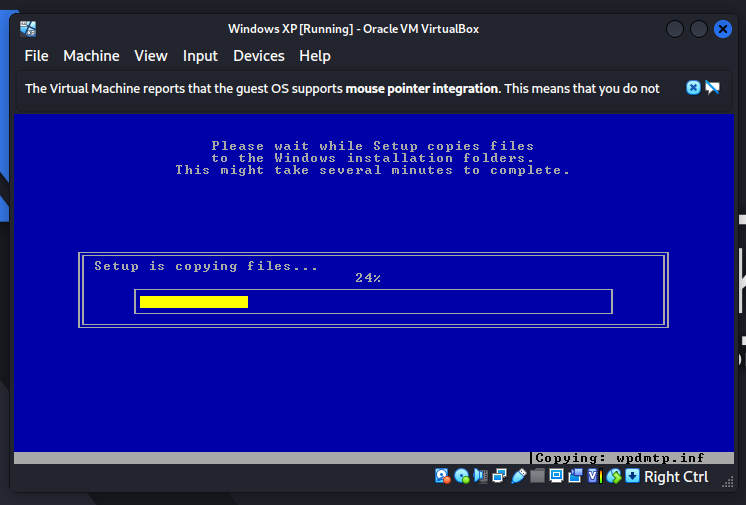 Windows XP [Running] - Oracle VM VirtualBox
File Machine View Input Devices Help
The Virtual Machine reports that the guest OS supports mouse pointer integration. This means that you do not
Please wait while Setup copies files
to the Windows installation folders.
This might take several minutes to complete.
Setup is copying files...
24%
Copying: wpdmtp.inf
Right Ctrl